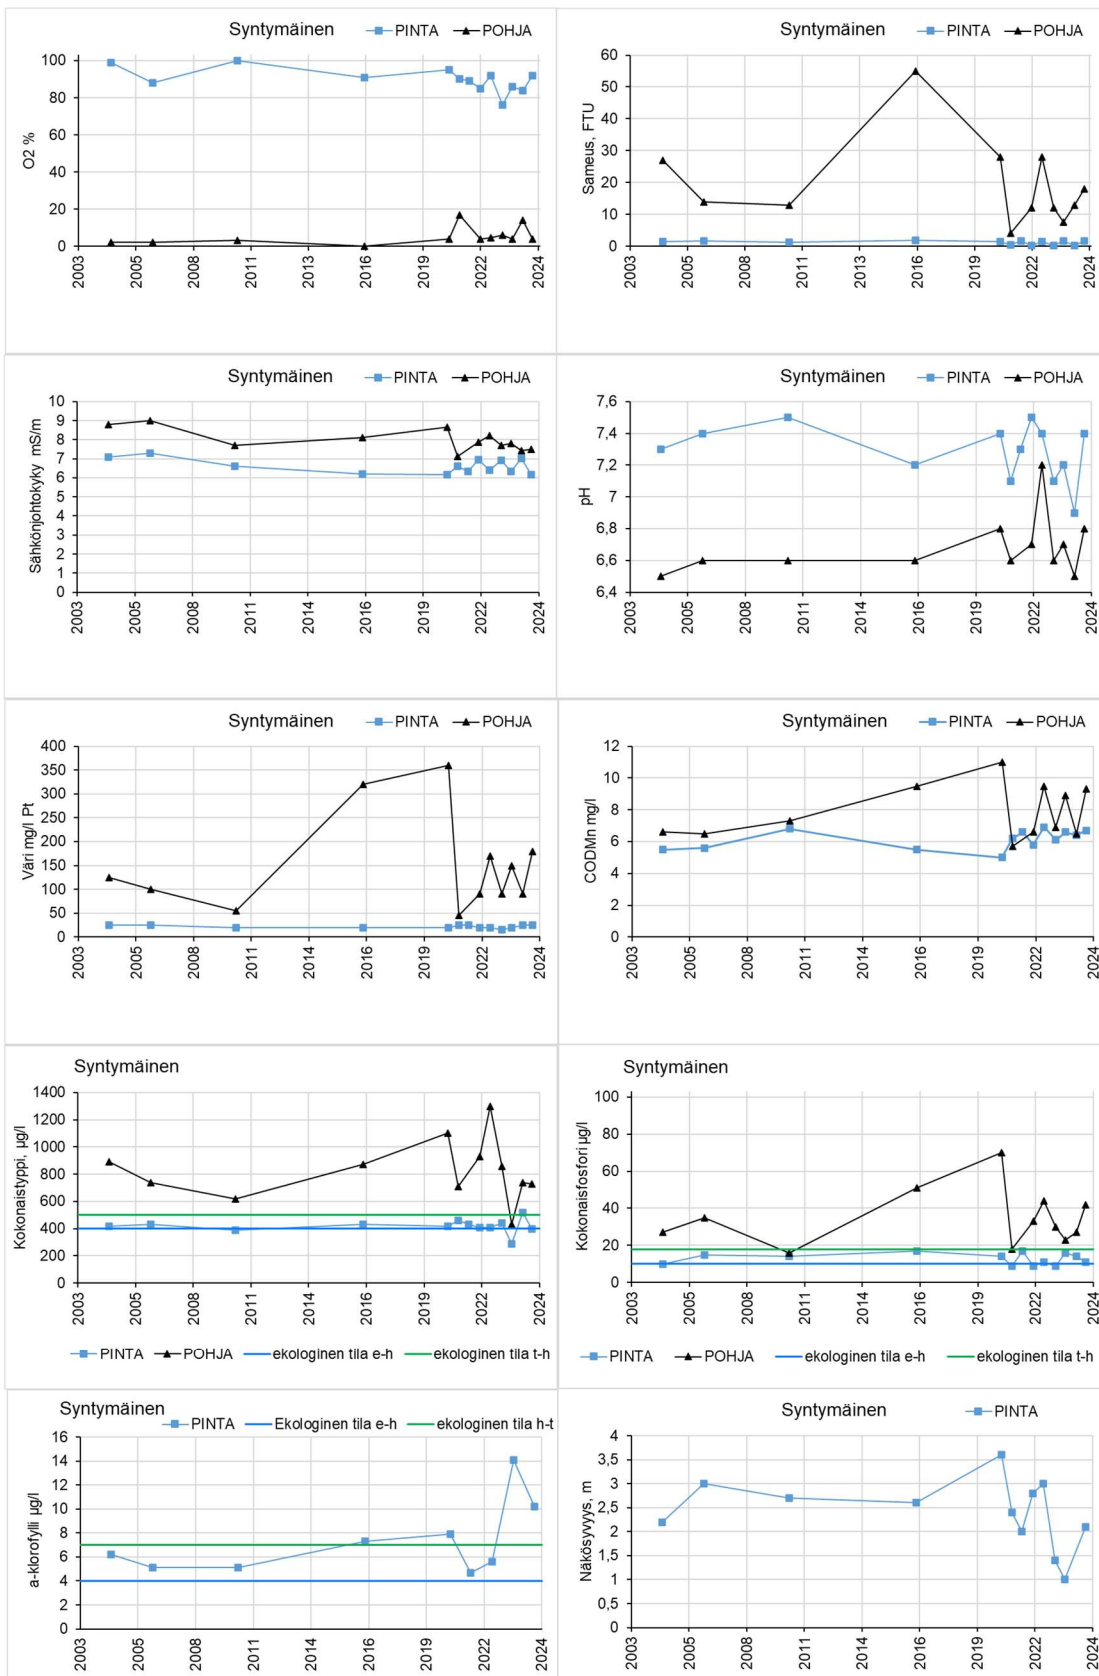 Syntymäinen PINTA POHJA
O2 %
100
80
60
40
20
0
2003 2005 2008 2011 2014 2016 2019 2022 2024
Syntymäinen PINTA POHJA
Sameus, FTU
60
50
40
30
20
10
0
2003 2005 2008 2011 2013 2016 2019 2022 2024
Syntymäinen PINTA POHJA
Sähkönjohtokyky mS/m
10
9
8
7
6
5
4
3
2
1
0
2003 2005 2008 2011 2014 2016 2019 2022 2024
Syntymäinen PINTA POHJA
pH
7,6
7,4
7,2
7
6,8
6,6
6,4
2003 2005 2008 2011 2014 2016 2019 2022 2024
Syntymäinen PINTA POHJA
Väri mg/l Pt
400
350
300
250
200
150
100
50
0
2003 2005 2008 2011 2014 2016 2019 2022 2024
Syntymäinen PINTA POHJA
CODMn mg/l
12
10
8
6
4
2
0
2003 2005 2008 2011 2014 2016 2019 2022 2024
Syntymäinen
Kokonaistyppi, µg/l
1400
1200
1000
800
600
400
200
0
2003 2005 2008 2011 2014 2016 2019 2022 2024
PINTA POHJA ekologinen tila e-h ekologinen tila t-h
Syntymäinen
Kokonaisfosfori µg/l
100
80
60
40
20
0
2003 2005 2008 2011 2014 2016 2019 2022 2024
PINTA POHJA ekologinen tila e-h ekologinen tila t-h
Syntymäinen
PINTA Ekologinen tila e-h ekologinen tila h-t
a-klorofylli µg/l
16
14
12
10
8
6
4
2
0
2003 2005 2008 2011 2014 2016 2019 2022 2024
Syntymäinen PINTA
Näkösyvyys, m
4
3,5
3
2,5
2
1,5
1
0,5
0
2003 2005 2008 2011 2014 2016 2019 2022 2024